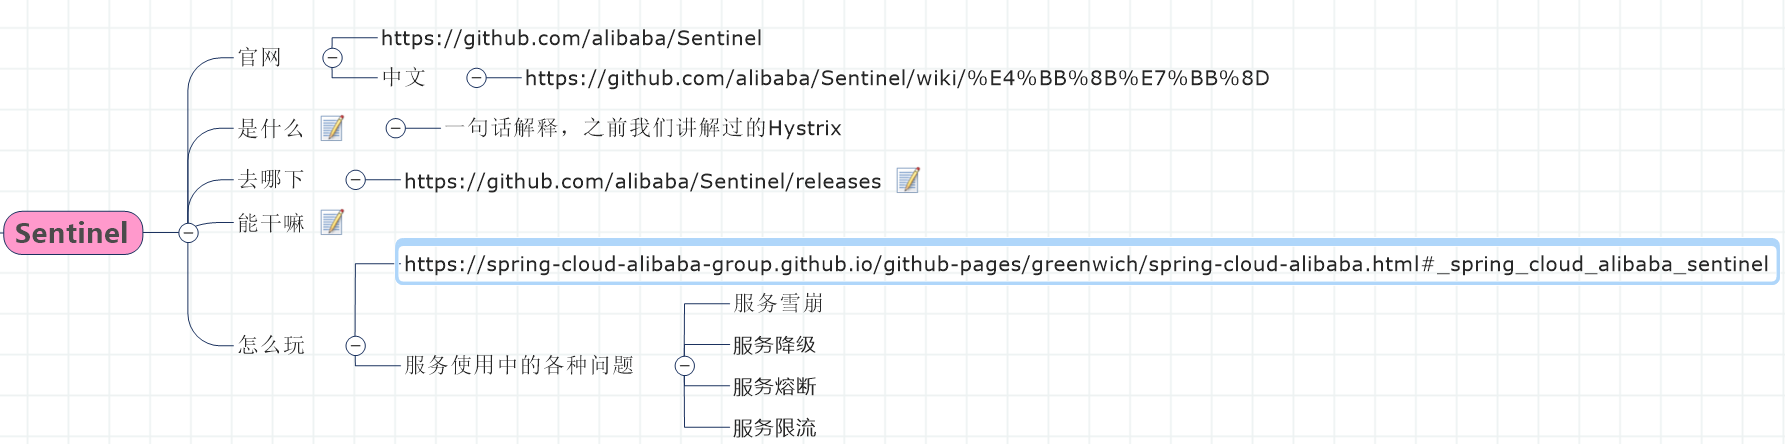 Sentinel
官网
https://github.com/alibaba/Sentinel
中文
https://github.com/alibaba/Sentinel/wiki/%E4%BB%8B%E7%BB%8D
是什么
一句话解释，之前我们讲解过的Hystrix
去哪下
https://github.com/alibaba/Sentinel/releases
能干嘛
怎么玩
https://spring-cloud-alibaba-group.github.io/github-pages/greenwich/spring-cloud-alibaba.html#_spring_cloud_alibaba_sentinel
服务使用中的各种问题
服务雪崩
服务降级
服务熔断
服务限流